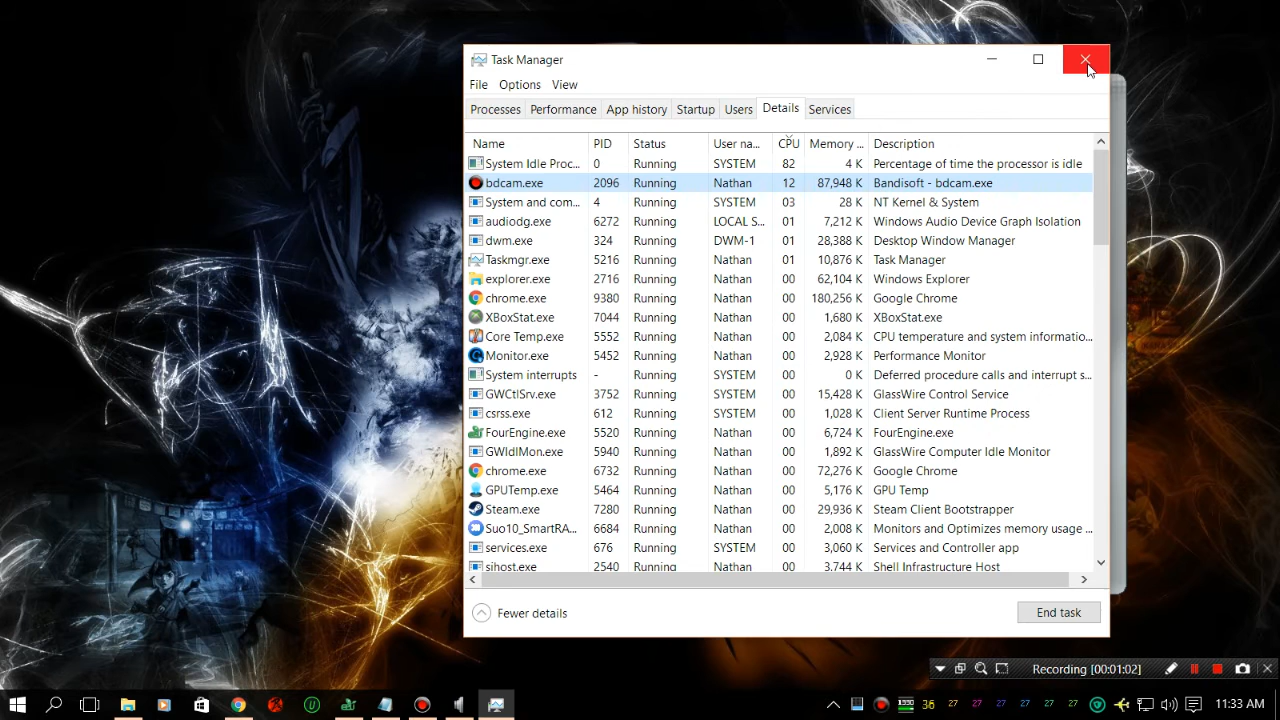 Task Manager
File Options View
Processes Performance App history Startup Users Details Services
Name PID Status User na... CPU Memory ... Description
System Idle Proc... 0 Running SYSTEM 82 4 K Percentage of time the processor is idle
bdcam.exe 2096 Running Nathan 12 87,948 K Bandisoft - bdcam.exe
System and com... 4 Running SYSTEM 03 28 K NT Kernel & System
audiodg.exe 6272 Running LOCAL S... 01 7,212 K Windows Audio Device Graph Isolation
dwm.exe 324 Running DWM-1 01 28,388 K Desktop Window Manager
Taskmgr.exe 5216 Running Nathan 01 10,876 K Task Manager
explorer.exe 2716 Running Nathan 00 62,104 K Windows Explorer
chrome.exe 9380 Running Nathan 00 180,256 K Google Chrome
XBoxStat.exe 7044 Running Nathan 00 1,680 K XBoxStat.exe
Core Temp.exe 5552 Running Nathan 00 2,084 K CPU temperature and system informatio...
Monitor.exe 5452 Running Nathan 00 2,928 K Performance Monitor
System interrupts - Running SYSTEM 00 0 K Deferred procedure calls and interrupt s...
GWCtlSrv.exe 3752 Running SYSTEM 00 15,428 K GlassWire Control Service
csrss.exe 612 Running SYSTEM 00 1,028 K Client Server Runtime Process
FourEngine.exe 5520 Running Nathan 00 6,724 K FourEngine.exe
GWIdlMon.exe 5940 Running Nathan 00 1,892 K GlassWire Computer Idle Monitor
chrome.exe 6732 Running Nathan 00 72,276 K Google Chrome
GPUTemp.exe 5464 Running Nathan 00 5,176 K GPU Temp
Steam.exe 7280 Running Nathan 00 29,936 K Steam Client Bootstrapper
Suo10_SmartRA... 6684 Running Nathan 00 2,008 K Monitors and Optimizes memory usage ...
services.exe 676 Running SYSTEM 00 3,060 K Services and Controller app
sihost.exe 2540 Running Nathan 00 3,744 K Shell Infrastructure Host
Fewer details End task
Recording [00:01:02]
36 27 27 27 27 27 27 11:33 AM